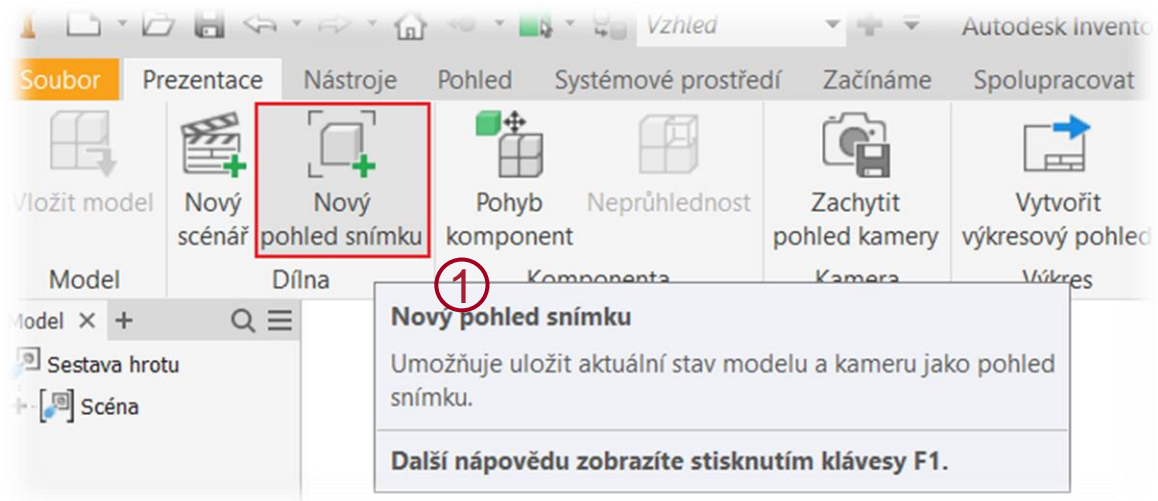 Vzhled Autodesk Invento
Soubor Prezentace Nástroje Pohled Systémové prostředí Začínáme Spolupracovat
Vložit model Nový scénář Nový pohled snímku Pohyb komponent Neprůhlednost Zachytit pohled kamery Vytvořit výkresový pohled
Model Dílna Komponenta Kamera Výkres
1
Model × +
Sestava hrotu
Scéna
Nový pohled snímku
Umožňuje uložit aktuální stav modelu a kameru jako pohled
snímku.
Další nápovědu zobrazíte stisknutím klávesy F1.